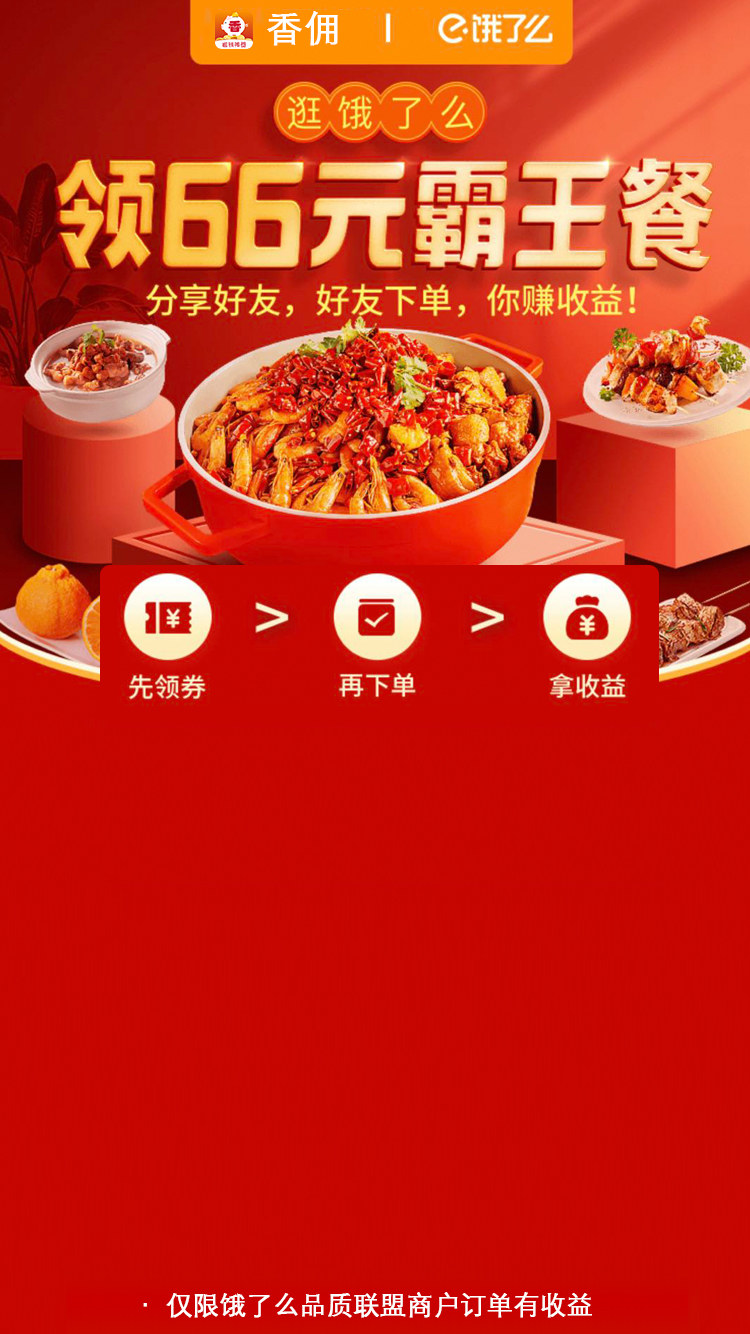 香佣 | 饿了么
逛饿了么
领66元霸王餐
分享好友，好友下单，你赚收益！
¥ > > ¥
先领券 再下单 拿收益
· 仅限饿了么品质联盟商户订单有收益